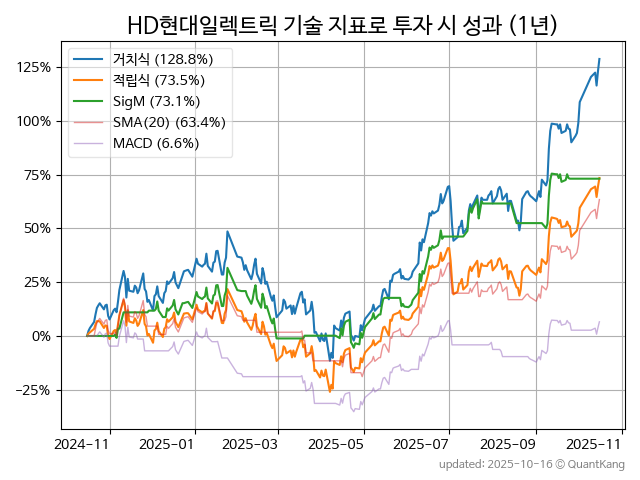 HD현대일렉트릭 기술 지표로 투자 시 성과 (1년)
거치식 (128.8%)
적립식 (73.5%)
SigM (73.1%)
SMA(20) (63.4%)
MACD (6.6%)
125%
100%
75%
50%
25%
0%
−25%
2024-11 2025-01 2025-03 2025-05 2025-07 2025-09 2025-11
updated: 2025-10-16 © QuantKang